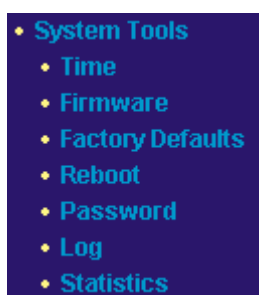 • System Tools
• Time
• Firmware
• Factory Defaults
• Reboot
• Password
• Log
• Statistics